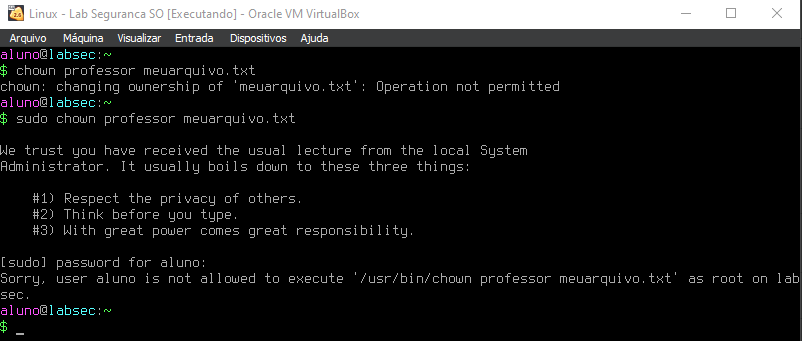 Linux - Lab Seguranca SO [Executando] - Oracle VM VirtualBox
Arquivo Máquina Visualizar Entrada Dispositivos Ajuda
aluno@labsec:~
$ chown professor meuarquivo.txt
chown: changing ownership of 'meuarquivo.txt': Operation not permitted
aluno@labsec:~
$ sudo chown professor meuarquivo.txt
We trust you have received the usual lecture from the local System
Administrator. It usually boils down to these three things:
#1) Respect the privacy of others.
#2) Think before you type.
#3) With great power comes great responsibility.
[sudo] password for aluno:
Sorry, user aluno is not allowed to execute '/usr/bin/chown professor meuarquivo.txt' as root on lab
sec.
aluno@labsec:~
$ _